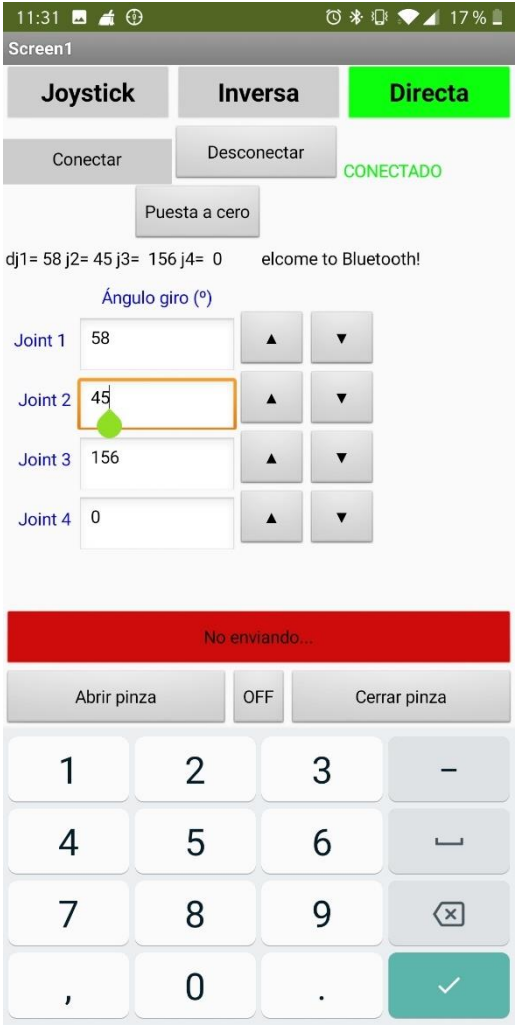 11:31 17 %
Screen1
Joystick Inversa Directa
Conectar Desconectar CONECTADO
Puesta a cero
dj1= 58 j2= 45 j3= 156 j4= 0 elcome to Bluetooth!
Ángulo giro (º)
Joint 1 58 ▲ ▼
Joint 2 45 ▲ ▼
Joint 3 156 ▲ ▼
Joint 4 0 ▲ ▼
No enviando...
Abrir pinza OFF Cerrar pinza
1 2 3 –
4 5 6
7 8 9
, 0 .